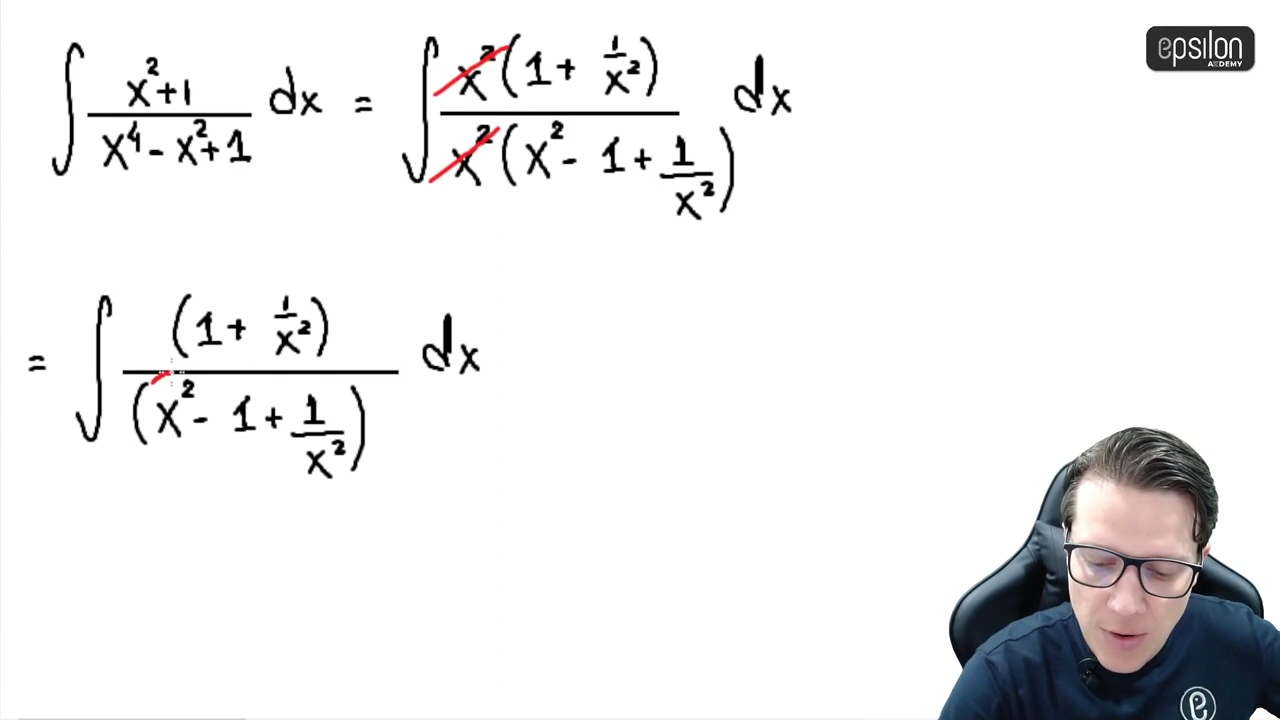 epsilon
AXDEMY
∫ (x²+1)/(x⁴-x²+1) dx = ∫ x²(1+1/x²)/x²(x²-1+1/x²) dx
= ∫ (1+1/x²)/(x²-1+1/x²) dx
e